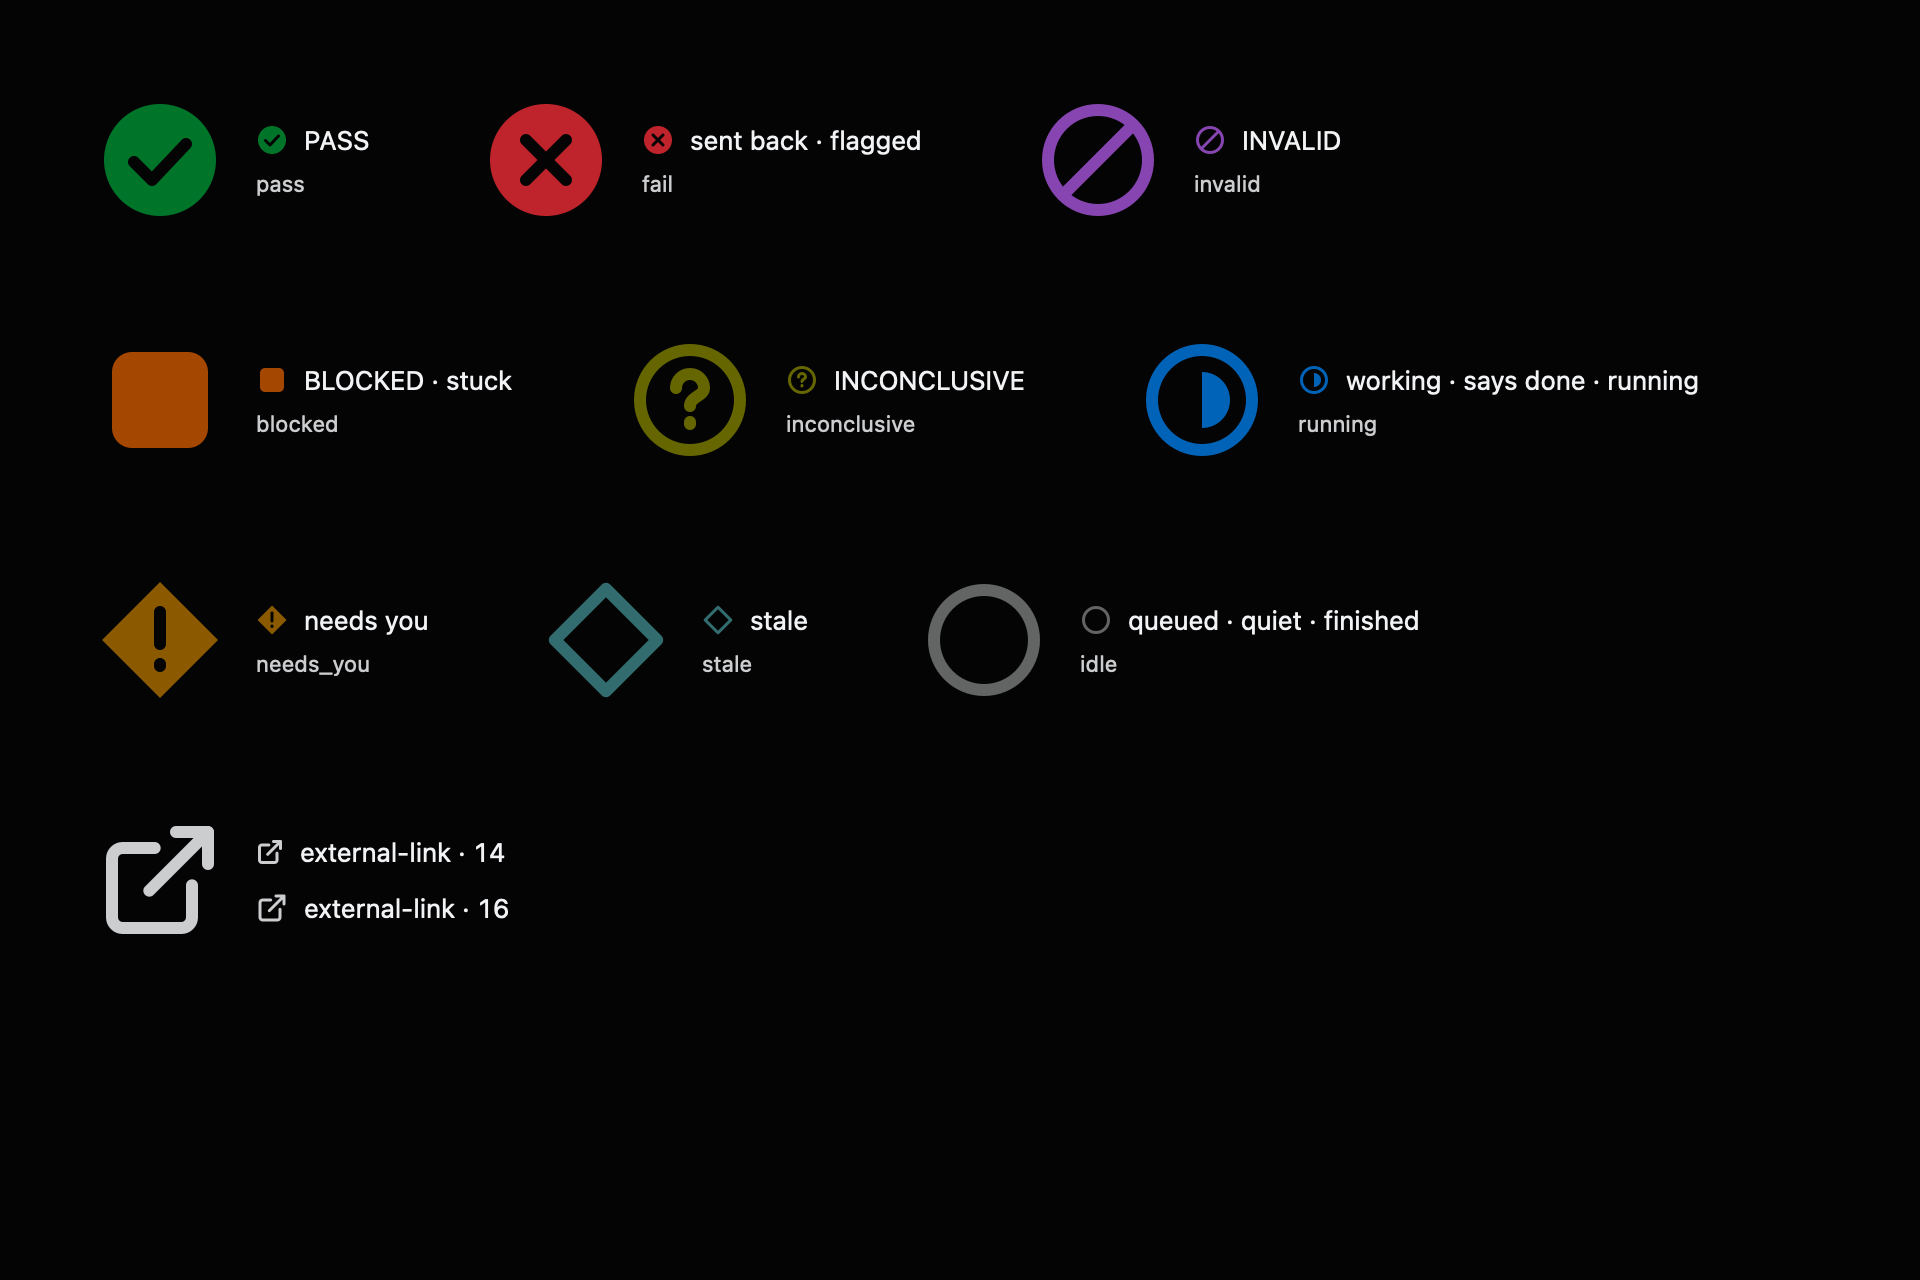 PASS
pass
sent back · flagged
fail
INVALID
invalid
BLOCKED · stuck
blocked
INCONCLUSIVE
inconclusive
working · says done · running
running
needs you
needs_you
stale
stale
queued · quiet · finished
idle
external-link · 14
external-link · 16